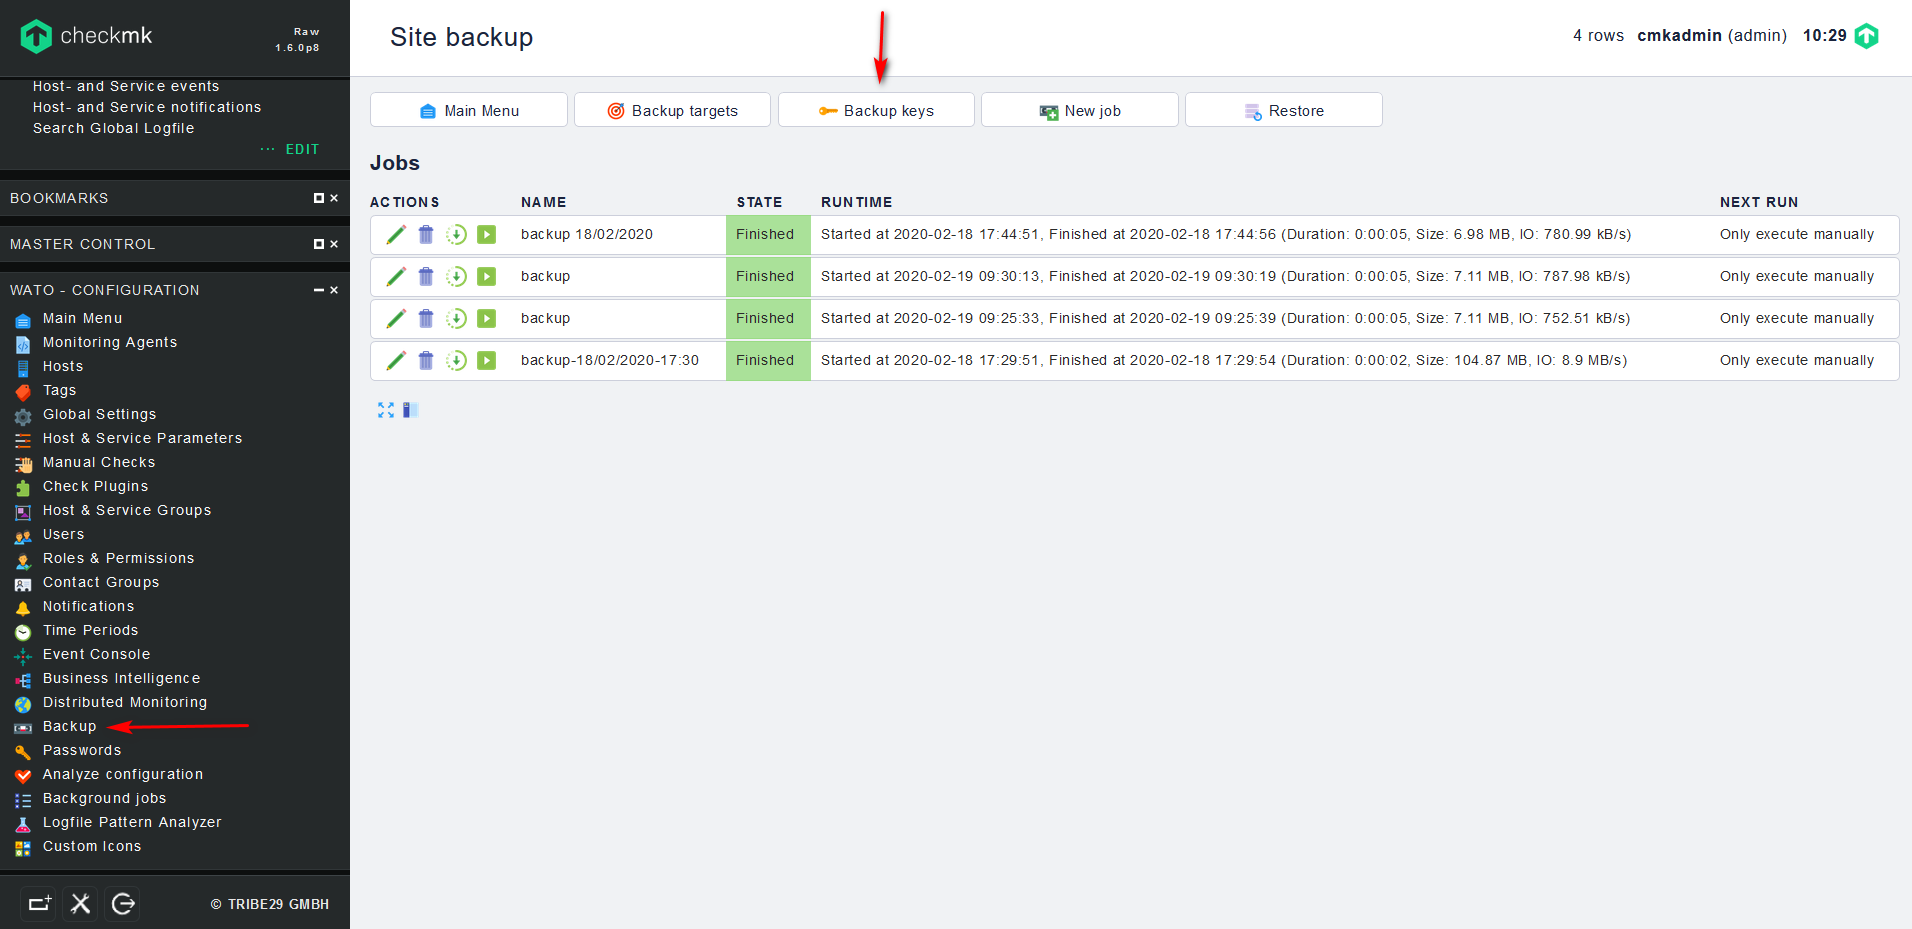 checkmk
Raw
1.6.0p8
Host- and Service events
Host- and Service notifications
Search Global Logfile
... EDIT
BOOKMARKS
MASTER CONTROL
WATO - CONFIGURATION
Main Menu
Monitoring Agents
Hosts
Tags
Global Settings
Host & Service Parameters
Manual Checks
Check Plugins
Host & Service Groups
Users
Roles & Permissions
Contact Groups
Notifications
Time Periods
Event Console
Business Intelligence
Distributed Monitoring
Backup
Passwords
Analyze configuration
Background jobs
Logfile Pattern Analyzer
Custom Icons
© TRIBE29 GMBH
Site backup
4 rows cmkadmin (admin) 10:29
Main Menu Backup targets Backup keys New job Restore
Jobs
ACTIONS NAME STATE RUNTIME NEXT RUN
backup 18/02/2020 Finished Started at 2020-02-18 17:44:51, Finished at 2020-02-18 17:44:56 (Duration: 0:00:05, Size: 6.98 MB, IO: 780.99 kB/s) Only execute manually
backup Finished Started at 2020-02-19 09:30:13, Finished at 2020-02-19 09:30:19 (Duration: 0:00:05, Size: 7.11 MB, IO: 787.98 kB/s) Only execute manually
backup Finished Started at 2020-02-19 09:25:33, Finished at 2020-02-19 09:25:39 (Duration: 0:00:05, Size: 7.11 MB, IO: 752.51 kB/s) Only execute manually
backup-18/02/2020-17:30 Finished Started at 2020-02-18 17:29:51, Finished at 2020-02-18 17:29:54 (Duration: 0:00:02, Size: 104.87 MB, IO: 8.9 MB/s) Only execute manually